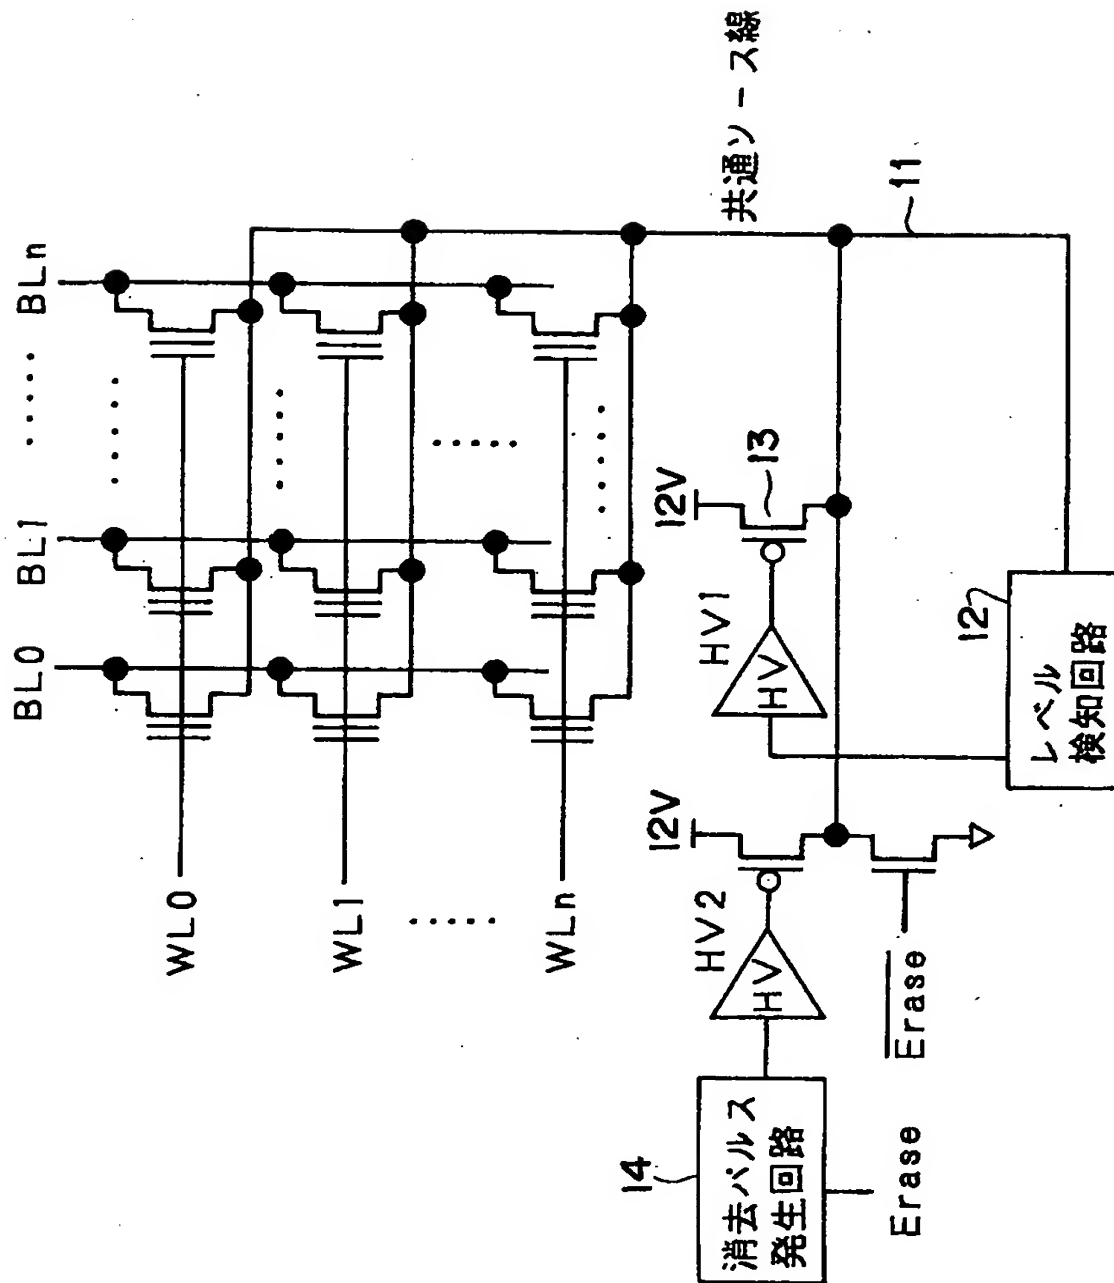 BL0
BL1
.....
BLn
WL0
WL1
.....
WLn
共通ソース線
11
12V
13
HV1
HV
12V
HV2
HV
12
レベル
検知回路
14
消去パルス
発生回路
Erase
Erase